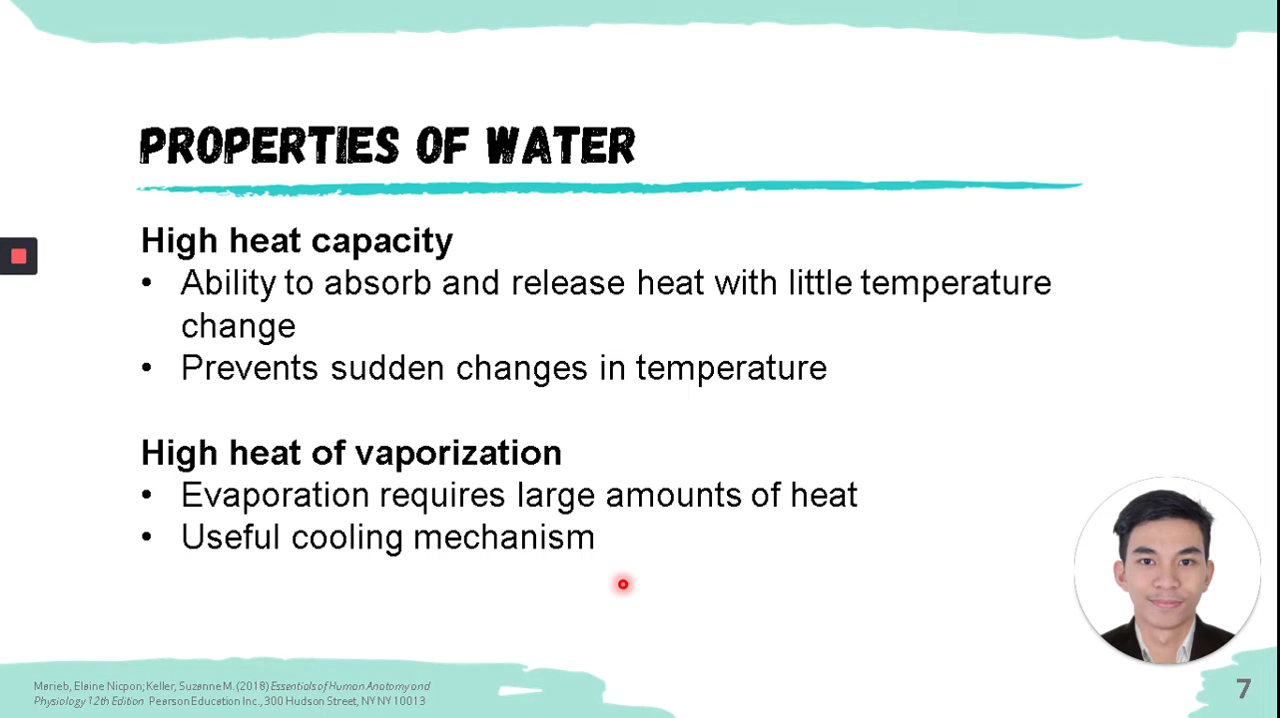 PROPERTIES OF WATER
High heat capacity
• Ability to absorb and release heat with little temperature
change
• Prevents sudden changes in temperature
High heat of vaporization
• Evaporation requires large amounts of heat
• Useful cooling mechanism
Marieb, Elaine Nicpon; Keller, Suzanne M. (2018) Essentials of Human Anatomy and
Physiology 12th Edition Pearson Education Inc., 300 Hudson Street, NY NY 10013
7